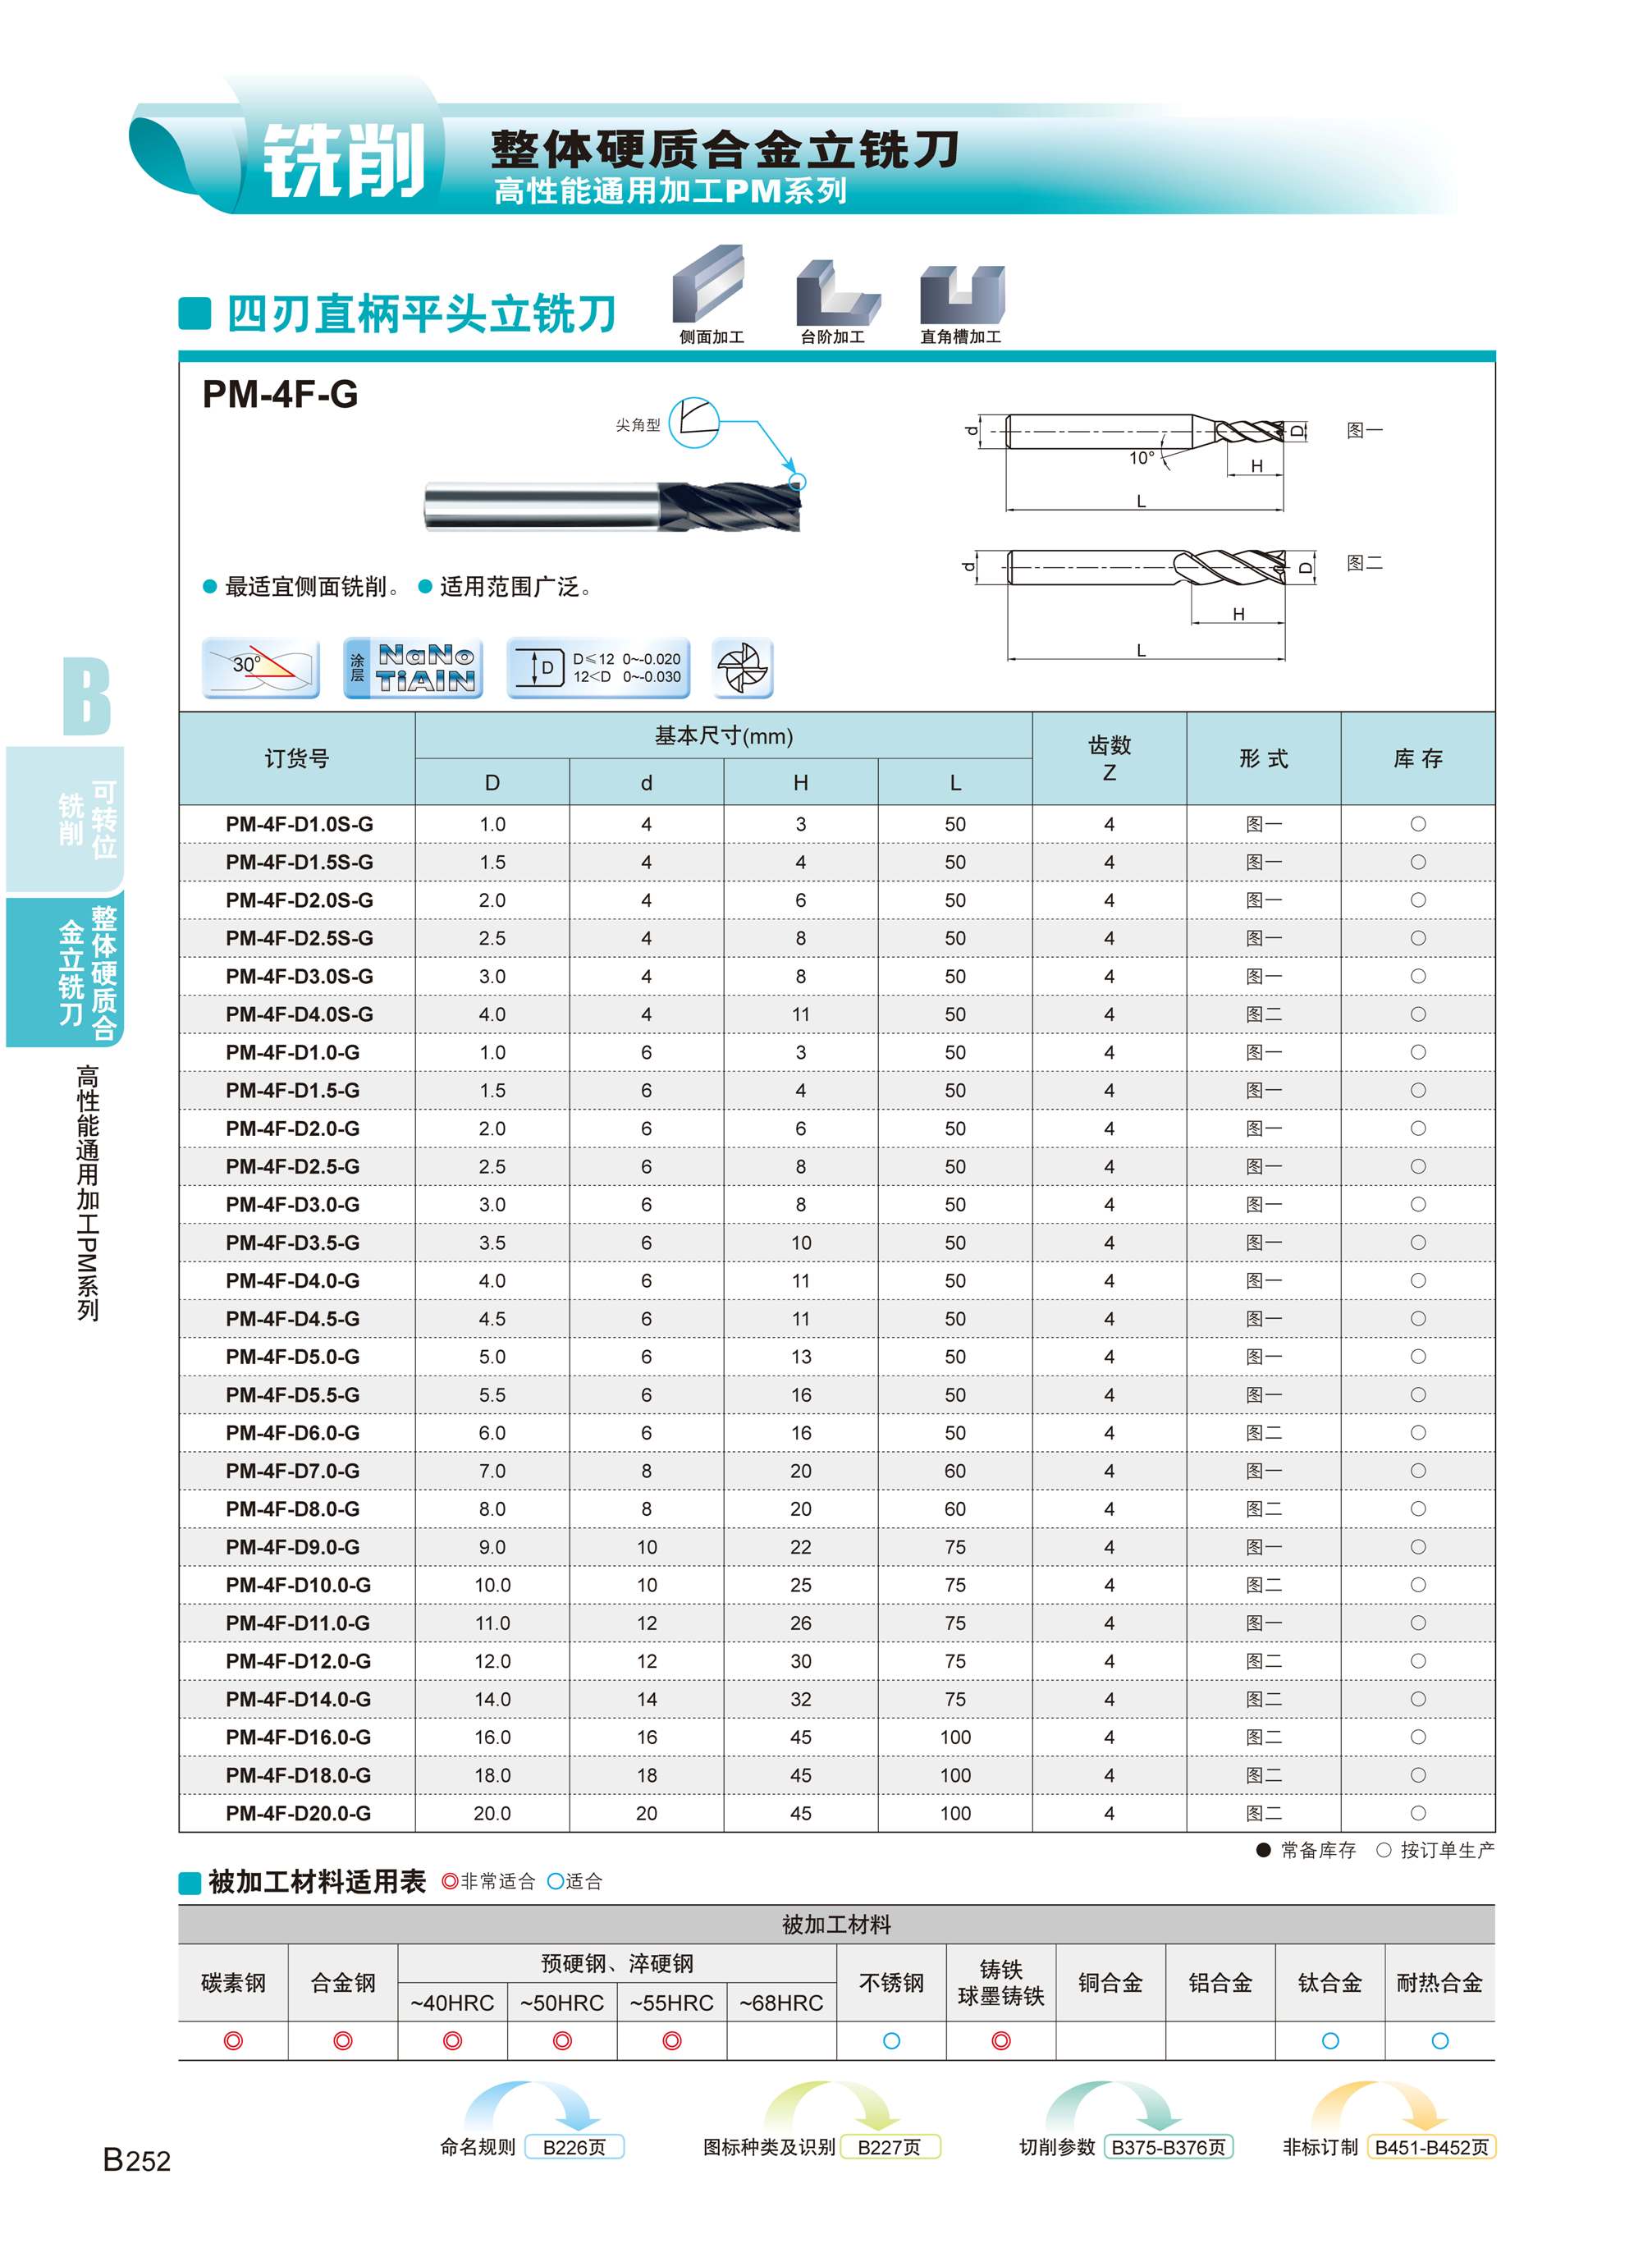 铣削
整体硬质合金立铣刀
高性能通用加工PM系列
四刃直柄平头立铣刀
侧面加工 台阶加工 直角槽加工
PM-4F-G
尖角型
d 10° D H L 图一
d D H L 图二
● 最适宜侧面铣削。 ● 适用范围广泛。
30°
涂层 NaNo TiAlN
D D≤12 0~-0.020
12<D 0~-0.030
B
可转位铣削
整体硬质合金立铣刀
高性能通用加工PM系列
订货号 基本尺寸(mm) 齿数 Z 形式 库存
D d H L
PM-4F-D1.0S-G 1.0 4 3 50 4 图一 ○
PM-4F-D1.5S-G 1.5 4 4 50 4 图一 ○
PM-4F-D2.0S-G 2.0 4 6 50 4 图一 ○
PM-4F-D2.5S-G 2.5 4 8 50 4 图一 ○
PM-4F-D3.0S-G 3.0 4 8 50 4 图一 ○
PM-4F-D4.0S-G 4.0 4 11 50 4 图二 ○
PM-4F-D1.0-G 1.0 6 3 50 4 图一 ○
PM-4F-D1.5-G 1.5 6 4 50 4 图一 ○
PM-4F-D2.0-G 2.0 6 6 50 4 图一 ○
PM-4F-D2.5-G 2.5 6 8 50 4 图一 ○
PM-4F-D3.0-G 3.0 6 8 50 4 图一 ○
PM-4F-D3.5-G 3.5 6 10 50 4 图一 ○
PM-4F-D4.0-G 4.0 6 11 50 4 图一 ○
PM-4F-D4.5-G 4.5 6 11 50 4 图一 ○
PM-4F-D5.0-G 5.0 6 13 50 4 图一 ○
PM-4F-D5.5-G 5.5 6 16 50 4 图一 ○
PM-4F-D6.0-G 6.0 6 16 50 4 图二 ○
PM-4F-D7.0-G 7.0 8 20 60 4 图一 ○
PM-4F-D8.0-G 8.0 8 20 60 4 图二 ○
PM-4F-D9.0-G 9.0 10 22 75 4 图一 ○
PM-4F-D10.0-G 10.0 10 25 75 4 图二 ○
PM-4F-D11.0-G 11.0 12 26 75 4 图一 ○
PM-4F-D12.0-G 12.0 12 30 75 4 图二 ○
PM-4F-D14.0-G 14.0 14 32 75 4 图二 ○
PM-4F-D16.0-G 16.0 16 45 100 4 图二 ○
PM-4F-D18.0-G 18.0 18 45 100 4 图二 ○
PM-4F-D20.0-G 20.0 20 45 100 4 图二 ○
● 常备库存 ○ 按订单生产
被加工材料适用表 ◎非常适合 ○适合
被加工材料
碳素钢 合金钢 预硬钢、淬硬钢 不锈钢 铸铁 球墨铸铁 铜合金 铝合金 钛合金 耐热合金
~40HRC ~50HRC ~55HRC ~68HRC
◎ ◎ ◎ ◎ ◎ ○ ◎ ○ ○
命名规则 B226页 图标种类及识别 B227页 切削参数 B375-B376页 非标订制 B451-B452页
B252